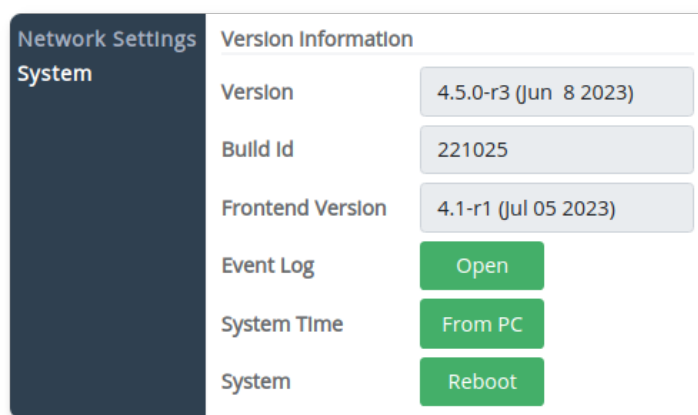 Network Settings
System
Version Information
Version 4.5.0-r3 (Jun 8 2023)
Build Id 221025
Frontend Version 4.1-r1 (Jul 05 2023)
Event Log Open
System Time From PC
System Reboot